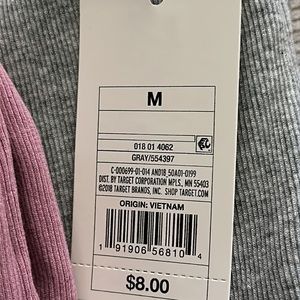 M
018 01 4062
GRAY/554397
C-000699-01-014 AND18 50A01-0199
DIST. BY TARGET CORPORATION MPLS., MN 55403
©2018 TARGET BRANDS, INC. SHOP TARGET.COM
ORIGIN: VIETNAM
1 91906 56810 4
$8.00